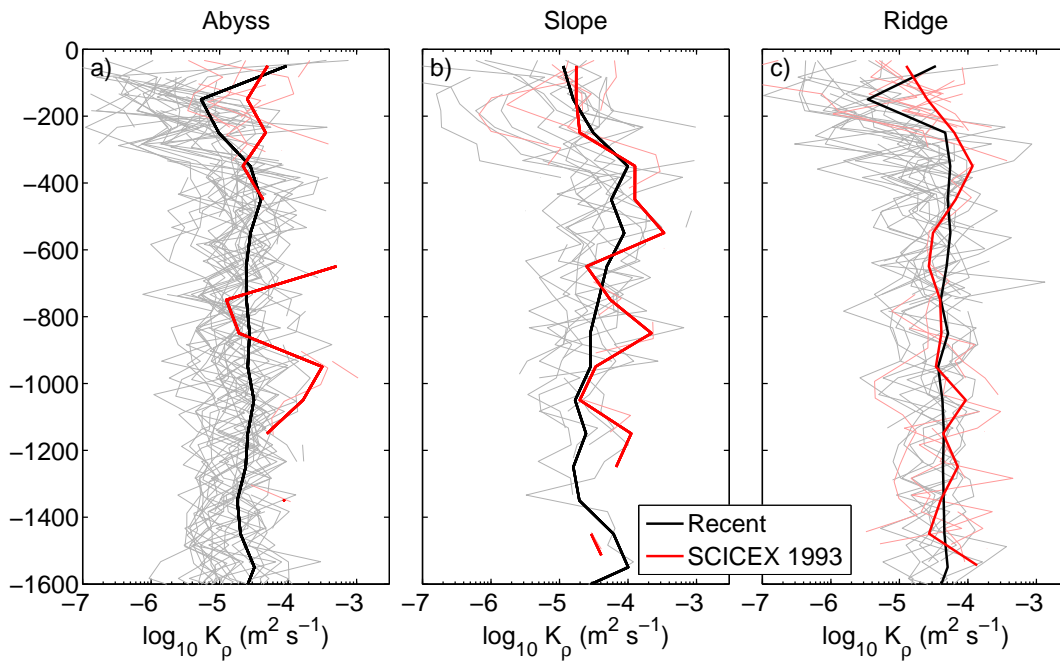 Abyss
Slope
Ridge
a)
b)
c)
0
−200
−400
−600
−800
−1000
−1200
−1400
−1600
Recent
SCICEX 1993
−7 −6 −5 −4 −3
−7 −6 −5 −4 −3
−7 −6 −5 −4 −3
log₁₀ Kᵨ (m² s⁻¹)
log₁₀ Kᵨ (m² s⁻¹)
log₁₀ Kᵨ (m² s⁻¹)